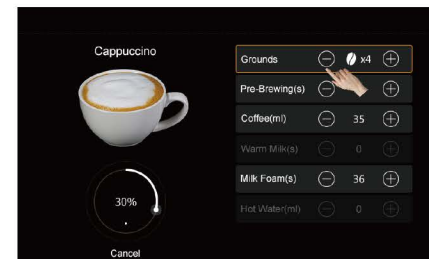 Cappuccino
30%
Cancel
Grounds x4
Pre-Brewing(s)
Coffee(ml) 35
Warm Milk(s) 0
Milk Foam(s) 36
Hot Water(ml) 0